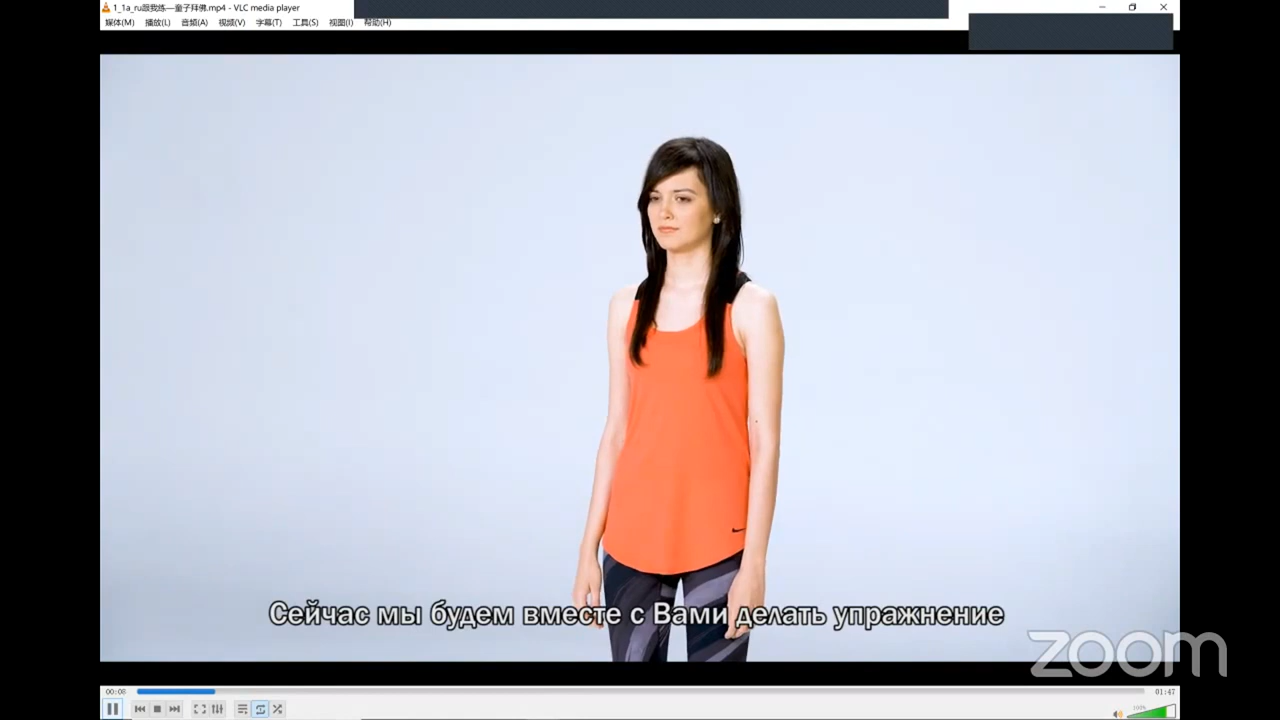 1_1a_ru跟我练—童子拜佛.mp4 - VLC media player
媒体(M) 播放(L) 音频(A) 视频(V) 字幕(T) 工具(S) 视图(I) 帮助(H)
Сейчас мы будем вместе с Вами делать упражнение
zoom
00:08
01:47
100%